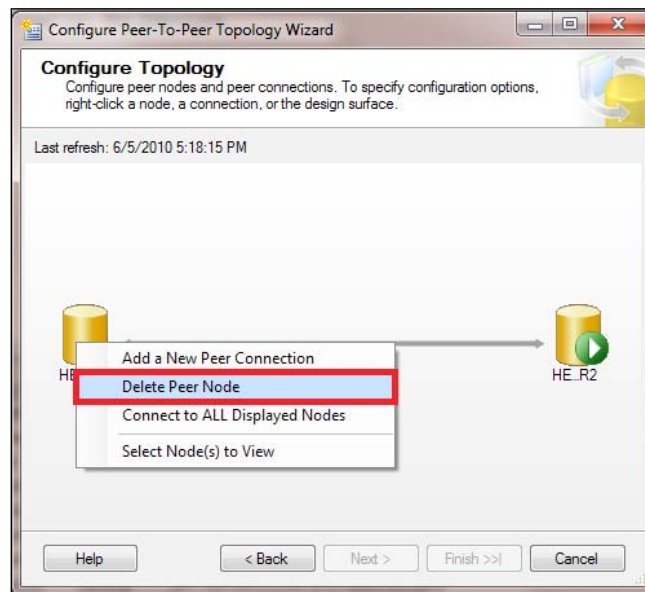 Configure Peer-To-Peer Topology Wizard
Configure Topology
Configure peer nodes and peer connections. To specify configuration options,
right-click a node, a connection, or the design surface.
Last refresh: 6/5/2010 5:18:15 PM
Add a New Peer Connection
HE...R2
Delete Peer Node
Connect to ALL Displayed Nodes
Select Node(s) to View
Help
< Back
Next >
Finish >>|
Cancel